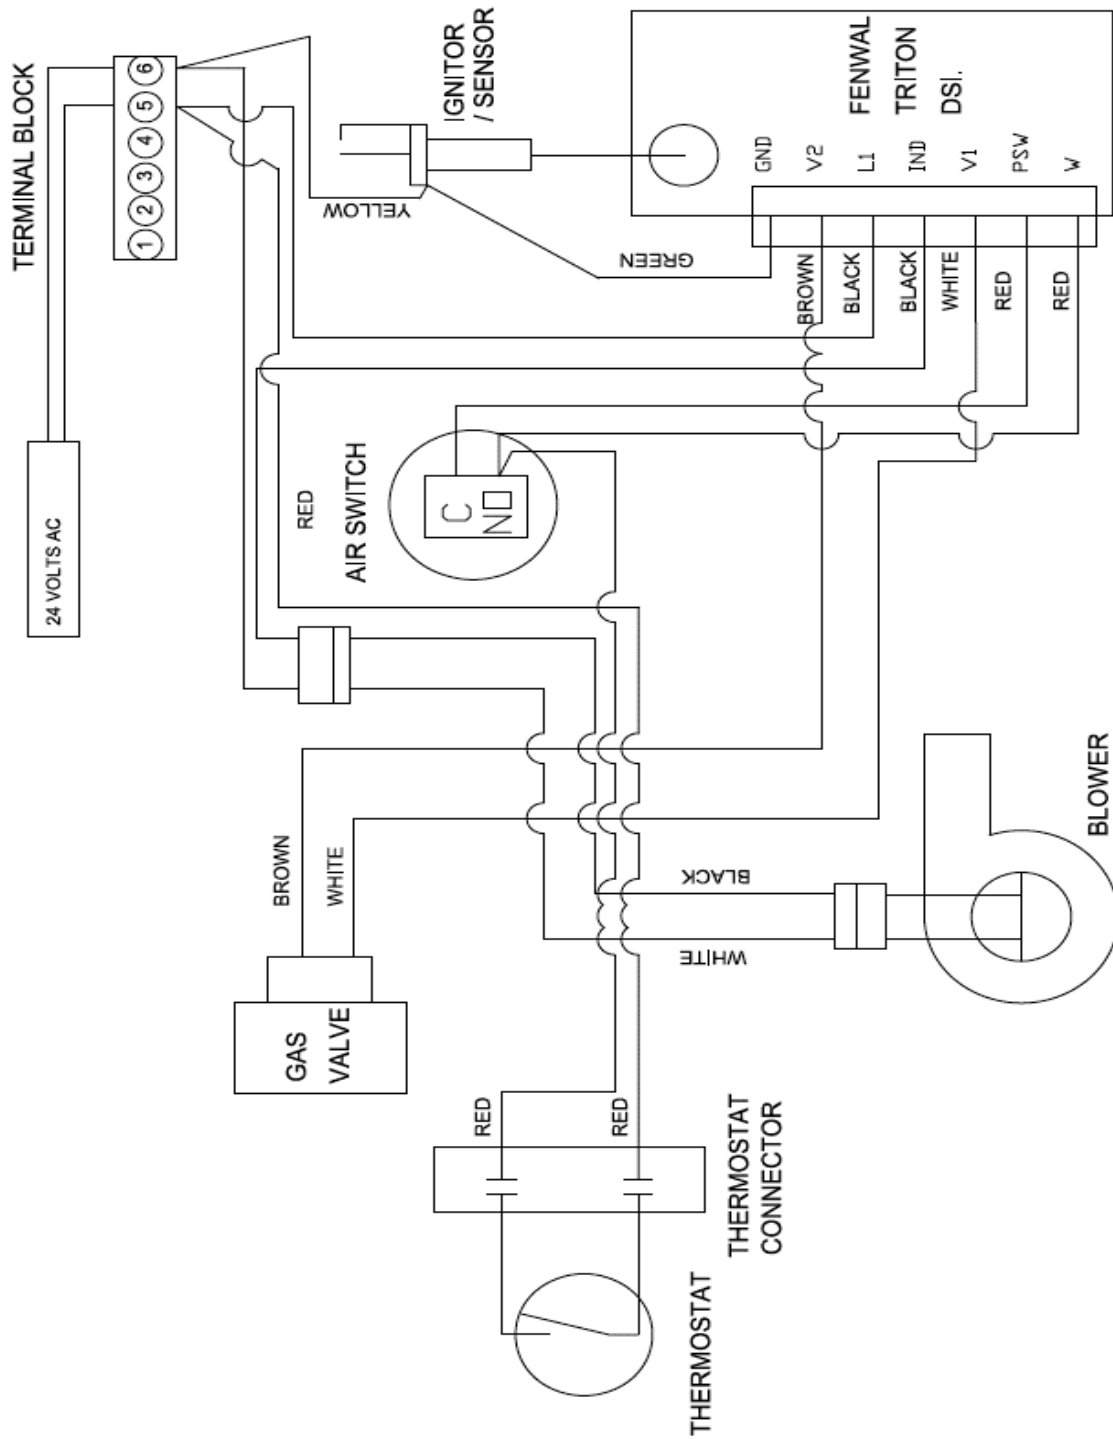 TERMINAL BLOCK
1 2 3 4 5 6
24 VOLTS AC
IGNITOR
/ SENSOR
FENWAL
TRITON
DSI.
GND
V2
L1
IND
V1
PSW
W
YELLOW
GREEN
BROWN
BLACK
BLACK
WHITE
RED
RED
RED
AIR SWITCH
C
NO
BROWN
WHITE
GAS
VALVE
BLACK
WHITE
BLOWER
RED
RED
THERMOSTAT
CONNECTOR
THERMOSTAT